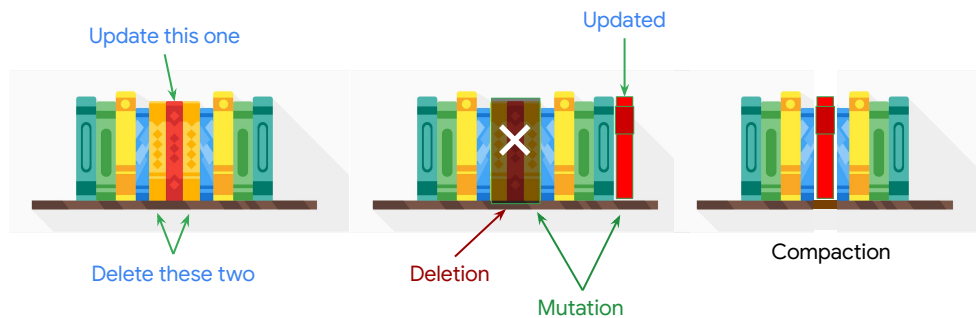 Update this one
Delete these two
Updated
Deletion
Mutation
Compaction